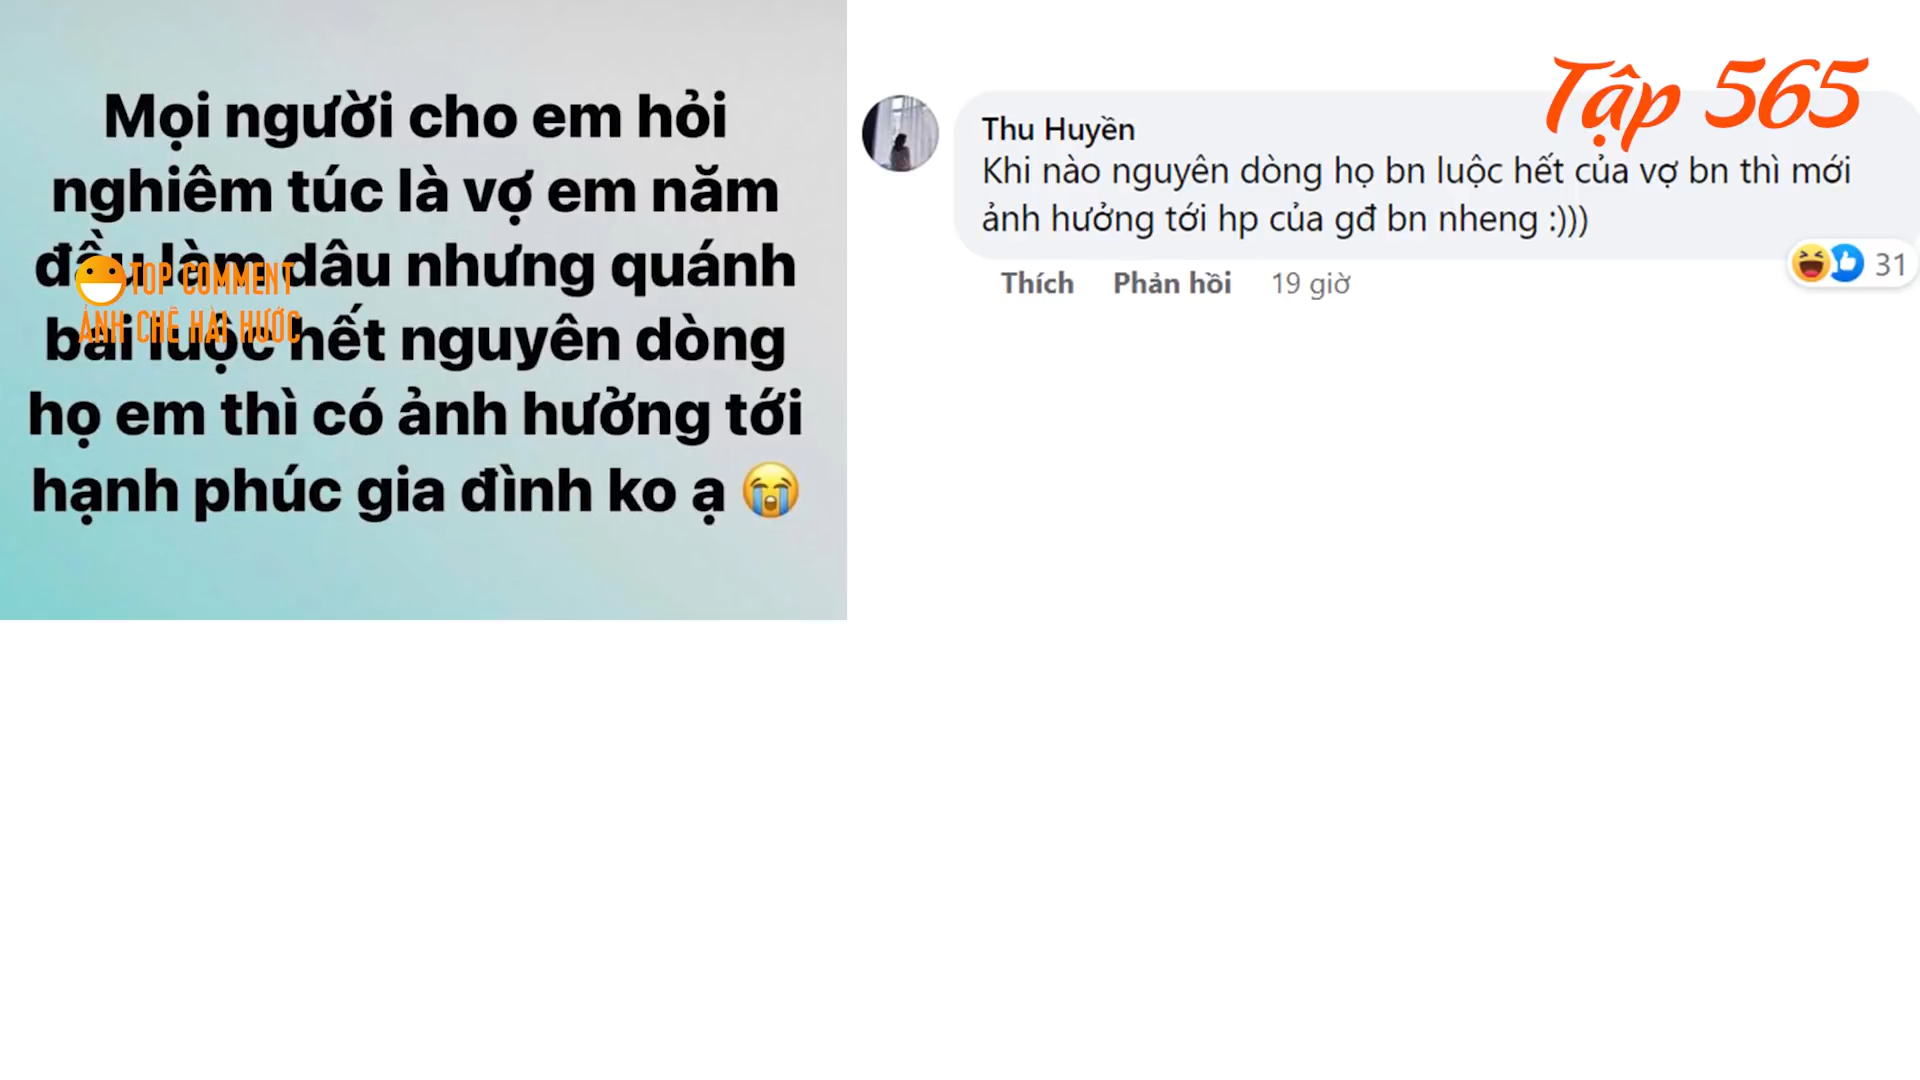 Mọi người cho em hỏi
nghiêm túc là vợ em năm
đầu làm dâu nhưng quánh
bài luộc hết nguyên dòng
họ em thì có ảnh hưởng tới
hạnh phúc gia đình ko ạ 😭
TOP COMMENT
ẢNH CHẾ HÀI HƯỚC
Tập 565
Thu Huyền
Khi nào nguyên dòng họ bn luộc hết của vợ bn thì mới
ảnh hưởng tới hp của gđ bn nheng :)))
Thích Phản hồi 19 giờ
31